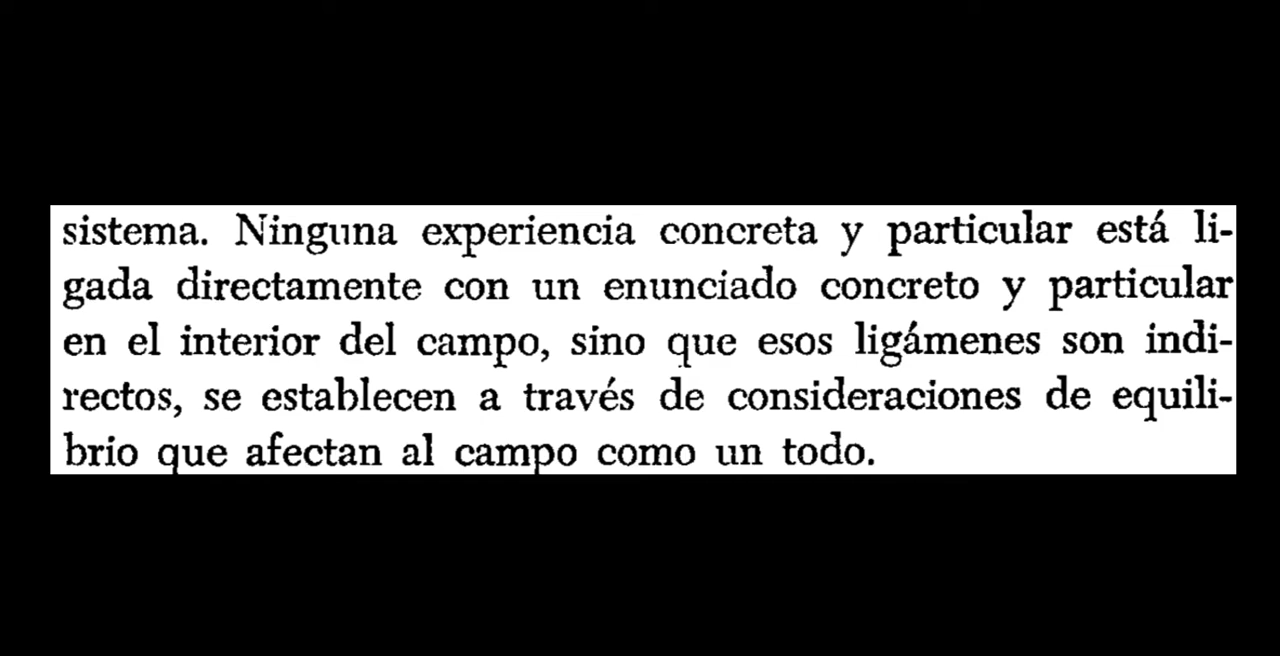 sistema. Ninguna experiencia concreta y particular está li-
gada directamente con un enunciado concreto y particular
en el interior del campo, sino que esos ligámenes son indi-
rectos, se establecen a través de consideraciones de equili-
brio que afectan al campo como un todo.